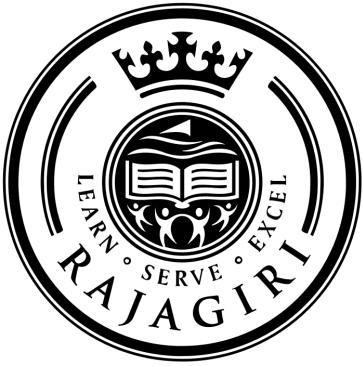 LEARN ∘ SERVE ∘ EXCEL
RAJAGIRI